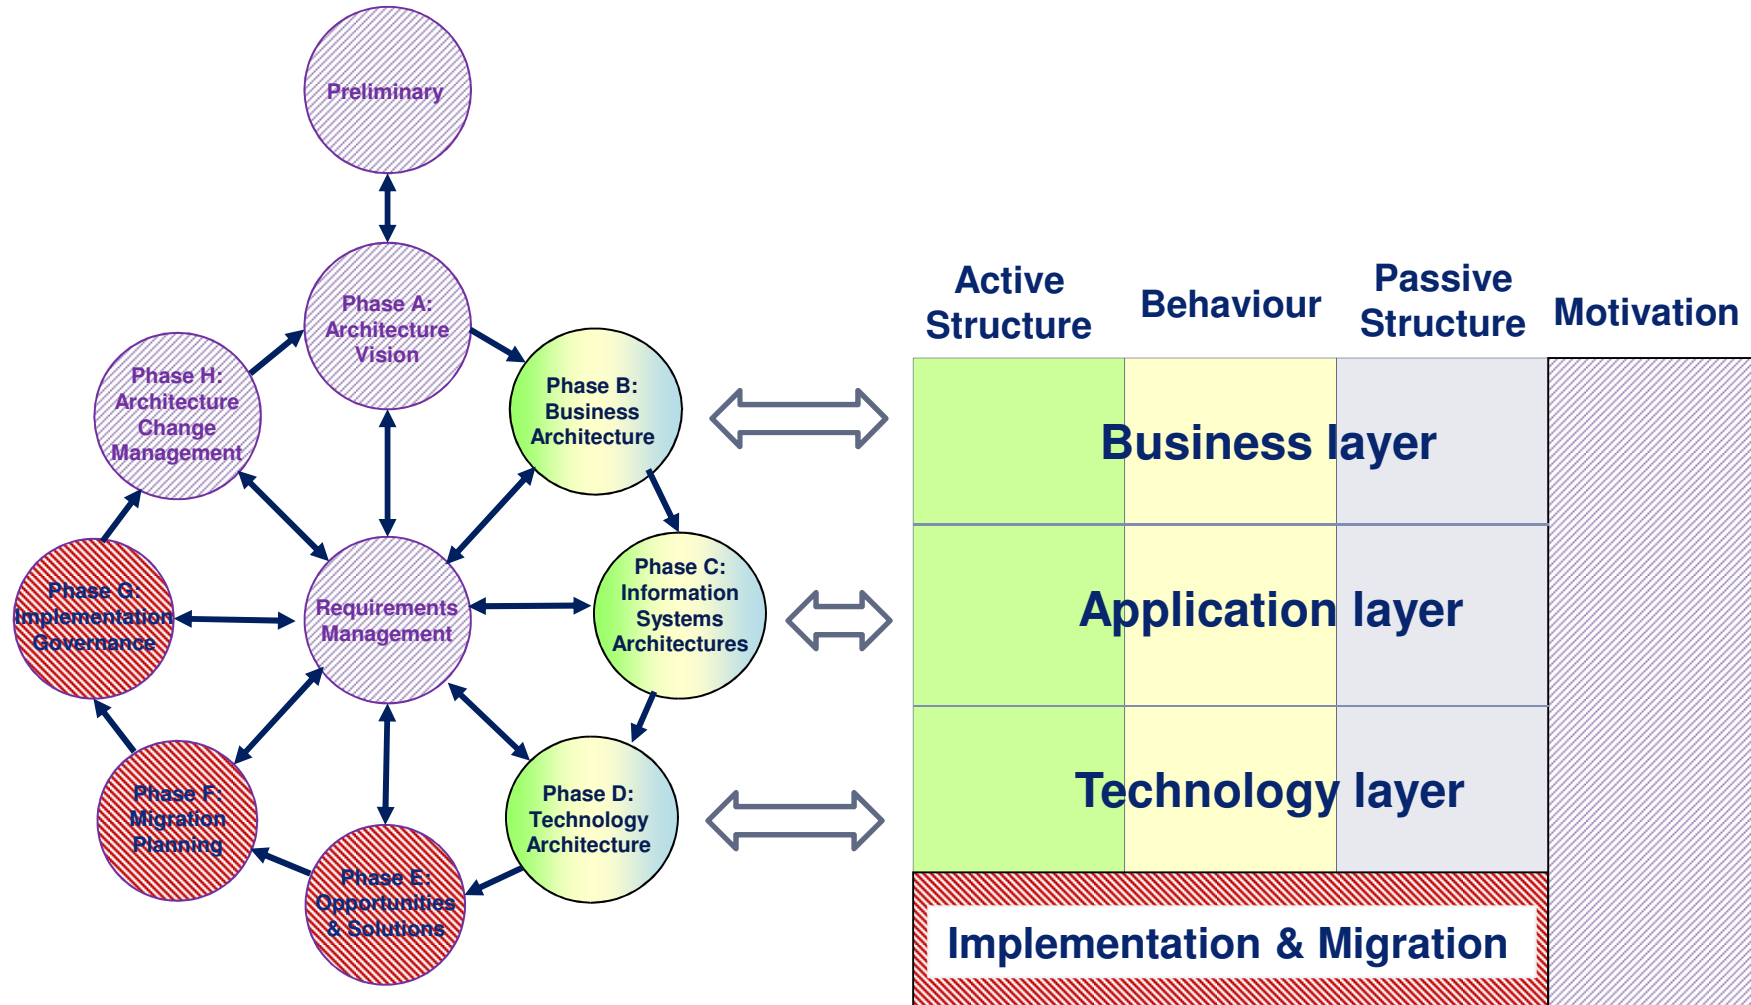 Preliminary
Phase A:
Architecture
Vision
Phase B:
Business
Architecture
Phase C:
Information
Systems
Architectures
Phase D:
Technology
Architecture
Phase E:
Opportunities
& Solutions
Phase F:
Migration
Planning
Phase G:
Implementation
Governance
Phase H:
Architecture
Change
Management
Requirements
Management
Active
Structure
Behaviour
Passive
Structure
Motivation
Business layer
Application layer
Technology layer
Implementation & Migration